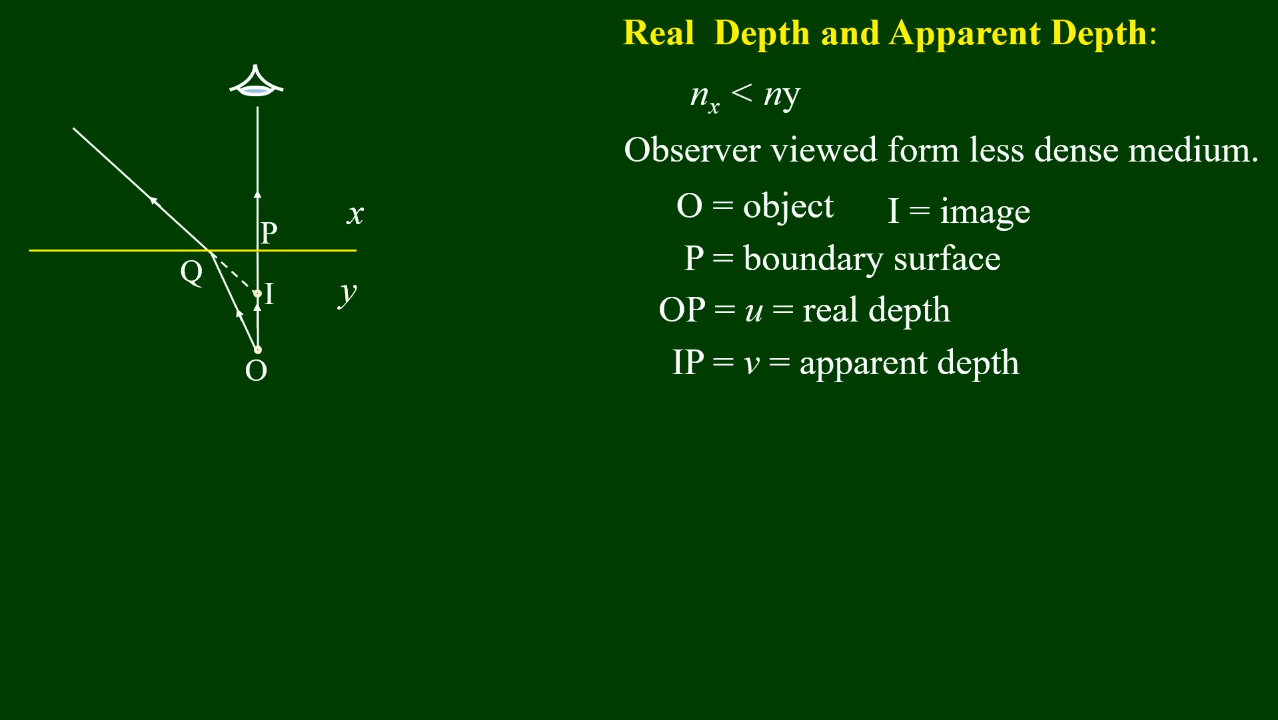 Real Depth and Apparent Depth:
nx < ny
Observer viewed form less dense medium.
O = object I = image
P = boundary surface
OP = u = real depth
IP = v = apparent depth
x
P
Q
I
y
O